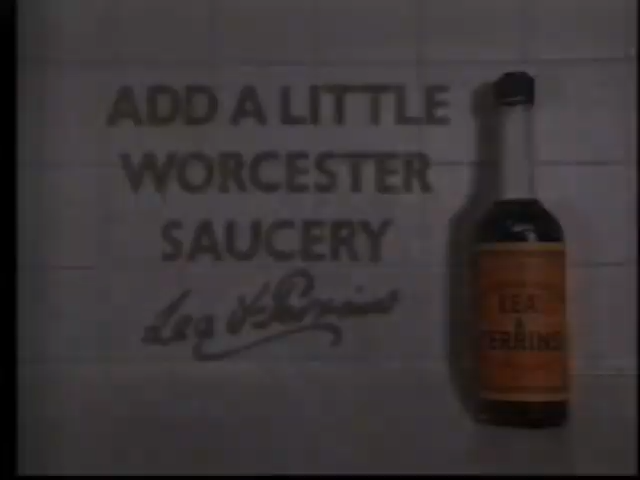 ADD A LITTLE
WORCESTER
SAUCERY
Lea & Perrins
LEA
&
PERRINS